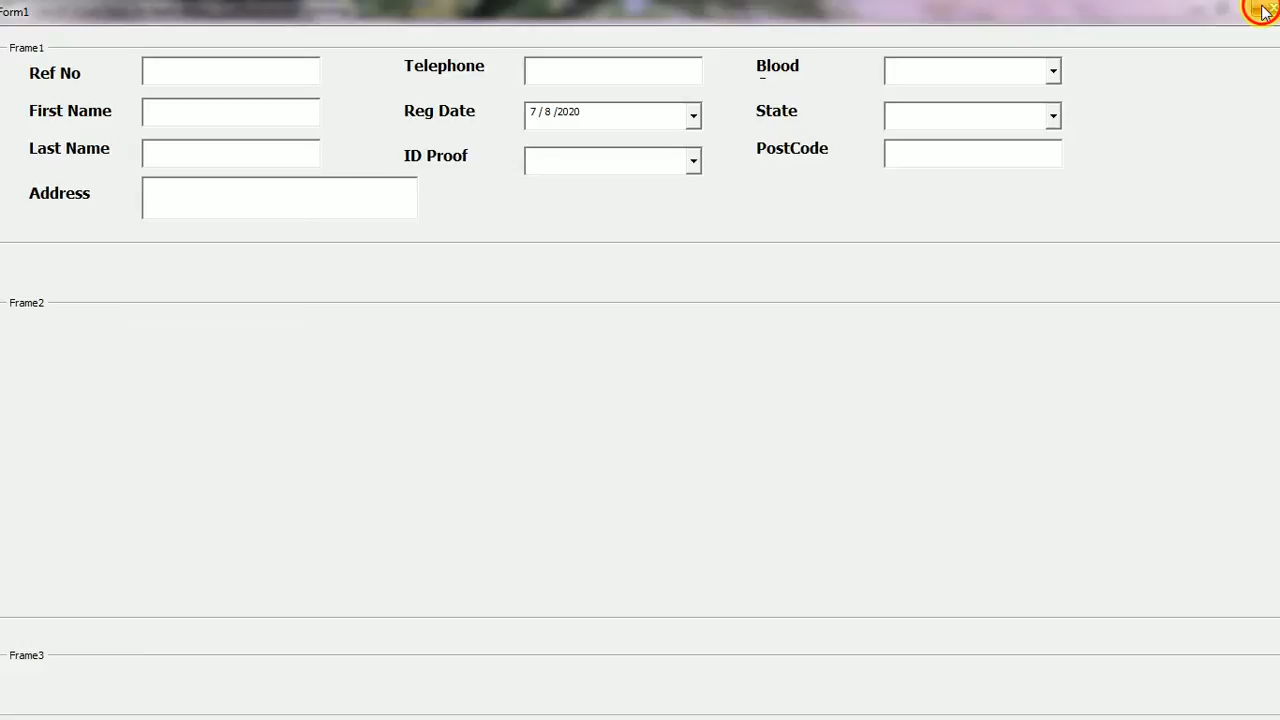 Form1
Frame1
Ref No
Telephone
Blood
First Name
Reg Date
7 / 8 /2020
State
Last Name
ID Proof
PostCode
Address
Frame2
Frame3